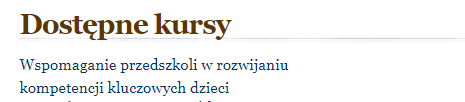 Dostępne kursy
Wspomaganie przedszkoli w rozwijaniu
kompetencji kluczowych dzieci